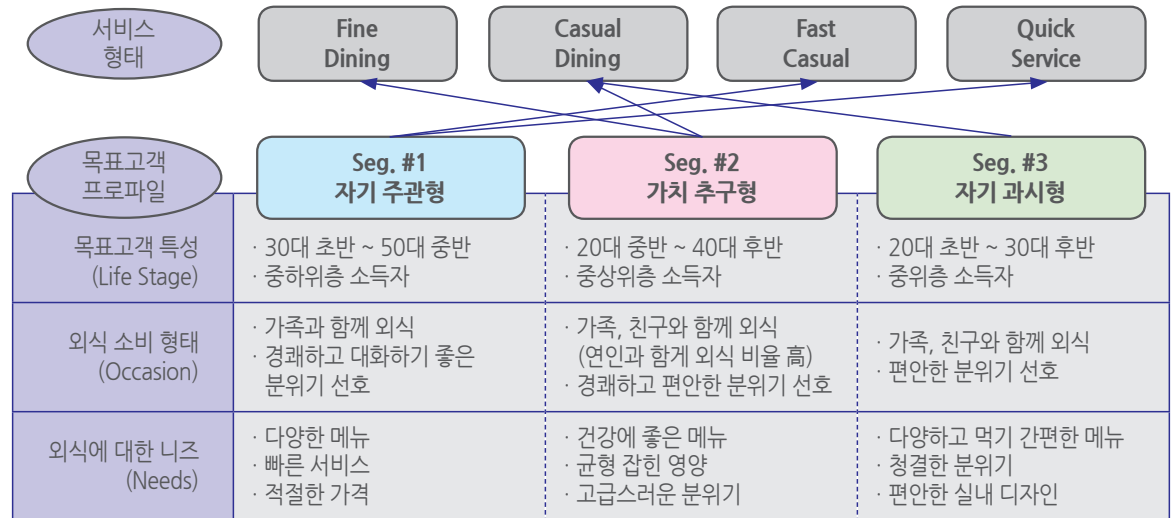 서비스
형태
Fine
Dining
Casual
Dining
Fast
Casual
Quick
Service
목표고객
프로파일
Seg. #1
자기 주관형
Seg. #2
가치 추구형
Seg. #3
자기 과시형
목표고객 특성
(Life Stage)
· 30대 초반 ~ 50대 중반
· 중하위층 소득자
· 20대 중반 ~ 40대 후반
· 중상위층 소득자
· 20대 초반 ~ 30대 후반
· 중위층 소득자
외식 소비 형태
(Occasion)
· 가족과 함께 외식
· 경쾌하고 대화하기 좋은
분위기 선호
· 가족, 친구와 함께 외식
(연인과 함게 외식 비율 高)
· 경쾌하고 편안한 분위기 선호
· 가족, 친구와 함께 외식
· 편안한 분위기 선호
외식에 대한 니즈
(Needs)
· 다양한 메뉴
· 빠른 서비스
· 적절한 가격
· 건강에 좋은 메뉴
· 균형 잡힌 영양
· 고급스러운 분위기
· 다양하고 먹기 간편한 메뉴
· 청결한 분위기
· 편안한 실내 디자인